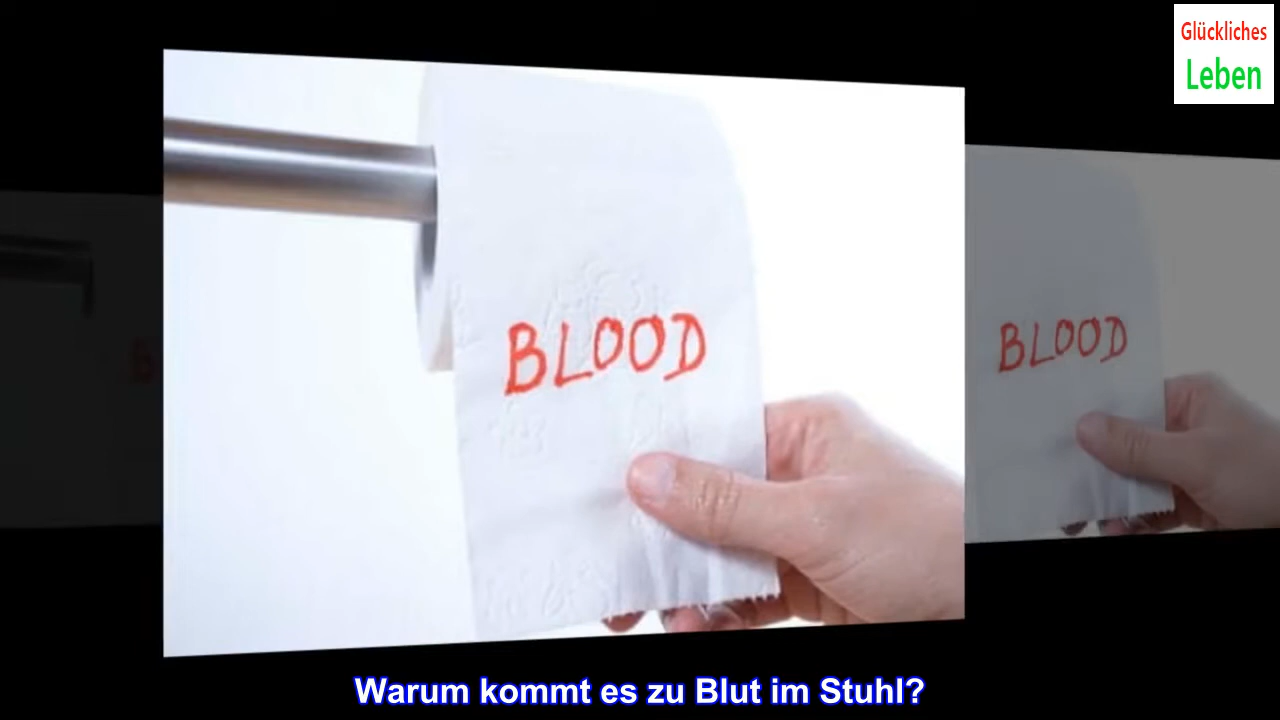 Glückliches
Leben
BLOOD
BLOOD
B
Warum kommt es zu Blut im Stuhl?